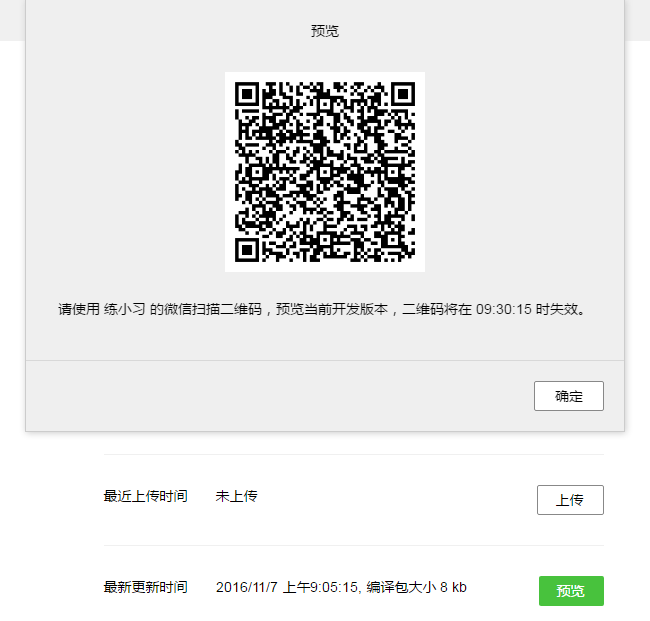 预览
请使用 练小习 的微信扫描二维码，预览当前开发版本，二维码将在 09:30:15 时失效。
确定
最近上传时间 未上传 上传
最新更新时间 2016/11/7 上午9:05:15, 编译包大小 8 kb 预览